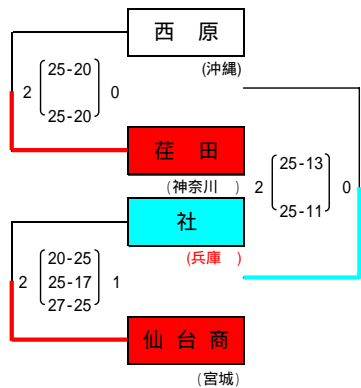 西原
(沖縄)
25-20
2 0
25-20
荏田
(神奈川 )
25-13
2 0
25-11
社
(兵庫 )
20-25
2 25-17 1
27-25
仙台商
(宮城)